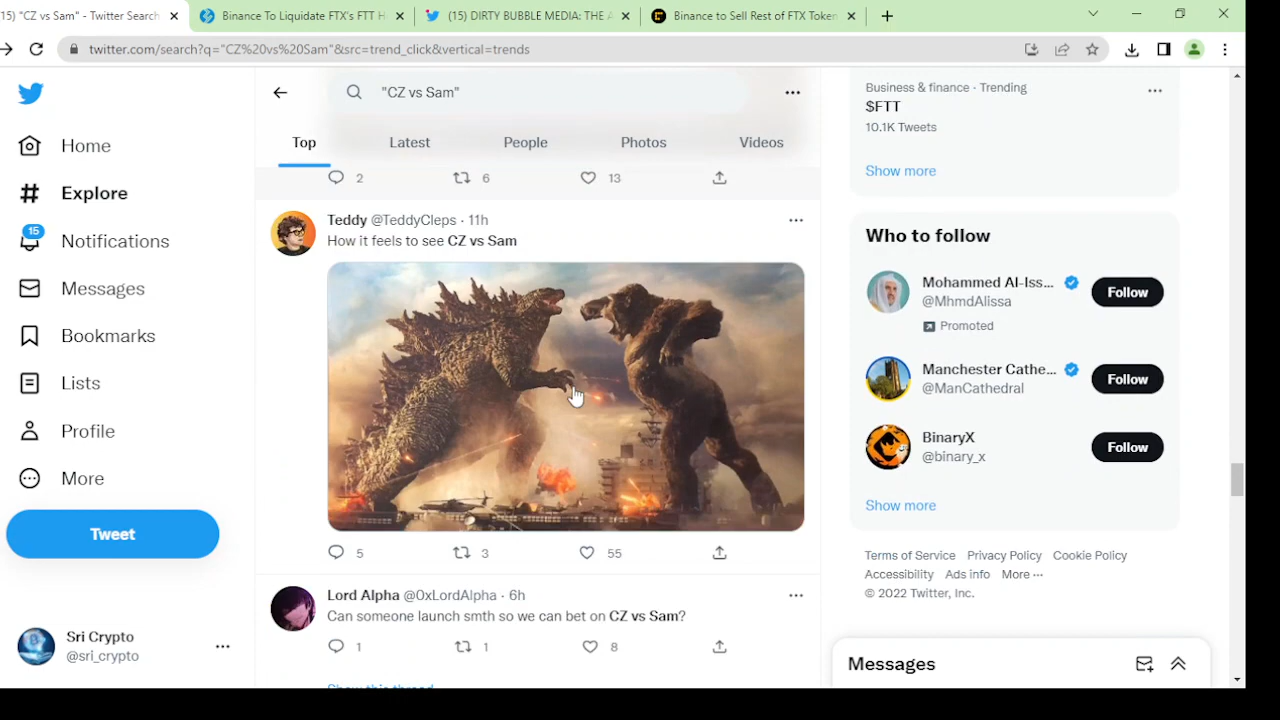 15) "CZ vs Sam" - Twitter Search
Binance To Liquidate FTX's FTT H
(15) DIRTY BUBBLE MEDIA: THE A
Binance to Sell Rest of FTX Token
twitter.com/search?q="CZ%20vs%20Sam"&src=trend_click&vertical=trends
Home
Explore
15
Notifications
Messages
Bookmarks
Lists
Profile
More
Tweet
Sri Crypto
@sri_crypto
"CZ vs Sam"
Top
Latest
People
Photos
Videos
2
6
13
Teddy @TeddyCleps · 11h
How it feels to see CZ vs Sam
5
3
55
Lord Alpha @0xLordAlpha · 6h
Can someone launch smth so we can bet on CZ vs Sam?
1
1
8
Show this thread
Business & finance · Trending
$FTT
10.1K Tweets
Show more
Who to follow
Mohammed Al-Iss...
@MhmdAlissa
Follow
Promoted
Manchester Cathe...
@ManCathedral
Follow
BinaryX
@binary_x
Follow
Show more
Terms of Service Privacy Policy Cookie Policy
Accessibility Ads info More ···
© 2022 Twitter, Inc.
Messages